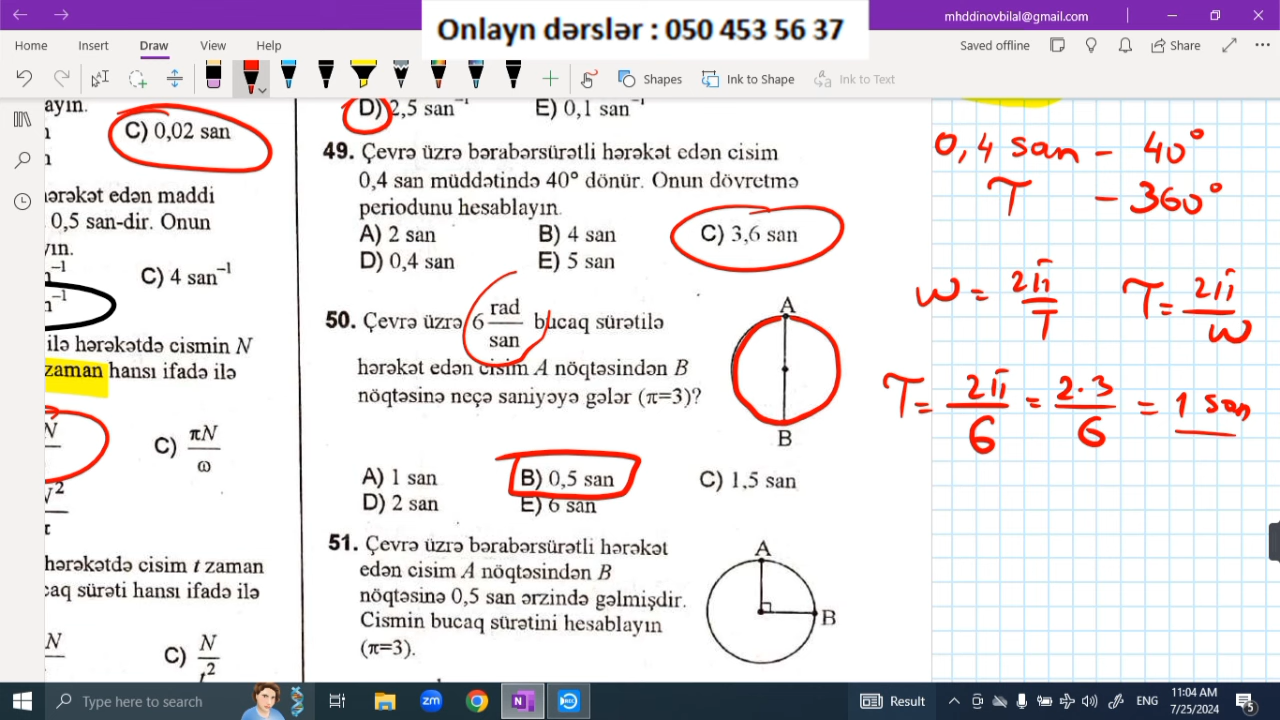 mhddinovbilal@gmail.com
Onlayn dərslər : 050 453 56 37
Home Insert Draw View Help
Saved offline Share
Shapes Ink to Shape Ink to Text
ayın.
C) 0,02 san
hərəkət edən maddi
0,5 san-dir. Onun
C) 4 san⁻¹
ilə hərəkətdə cismin N
zaman hansı ifadə ilə
N
C) πN/ω
hərəkətdə cisim t zaman
caq sürəti hansı ifadə ilə
N
C) N/t²
D) 2,5 san⁻¹ E) 0,1 san⁻¹
49. Çevrə üzrə bərabərsürətli hərəkət edən cisim
0,4 san müddətində 40° dönür. Onun dövretmə
periodunu hesablayın.
A) 2 san B) 4 san C) 3,6 san
D) 0,4 san E) 5 san
50. Çevrə üzrə 6 rad/san bucaq sürətilə
hərəkət edən cisim A nöqtəsindən B
nöqtəsinə neçə saniyəyə gələr (π=3)?
A
B
A) 1 san B) 0,5 san C) 1,5 san
D) 2 san E) 6 san
51. Çevrə üzrə bərabərsürətli hərəkət
edən cisim A nöqtəsindən B
nöqtəsinə 0,5 san ərzində gəlmişdir.
Cismin bucaq sürətini hesablayın
(π=3).
A
B
0,4 san - 40°
T - 360°
ω = 2π/T T = 2π/ω
T = 2π/6 = 2·3/6 = 1 san
Type here to search
Result
ENG
11:04 AM
7/25/2024
5